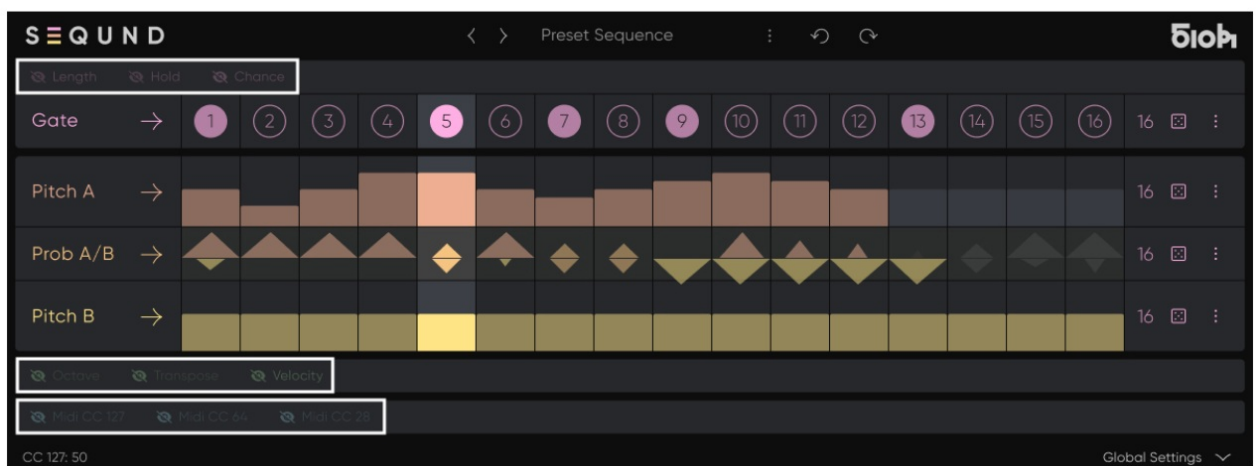 SEQUND < > Preset Sequence 510k
Length Hold Chance
Gate → 1 2 3 4 5 6 7 8 9 10 11 12 13 14 15 16 16
Pitch A → 16
Prob A/B → 16
Pitch B → 16
Octave Transpose Velocity
Midi CC 127 Midi CC 64 Midi CC 28
CC 127: 50 Global Settings